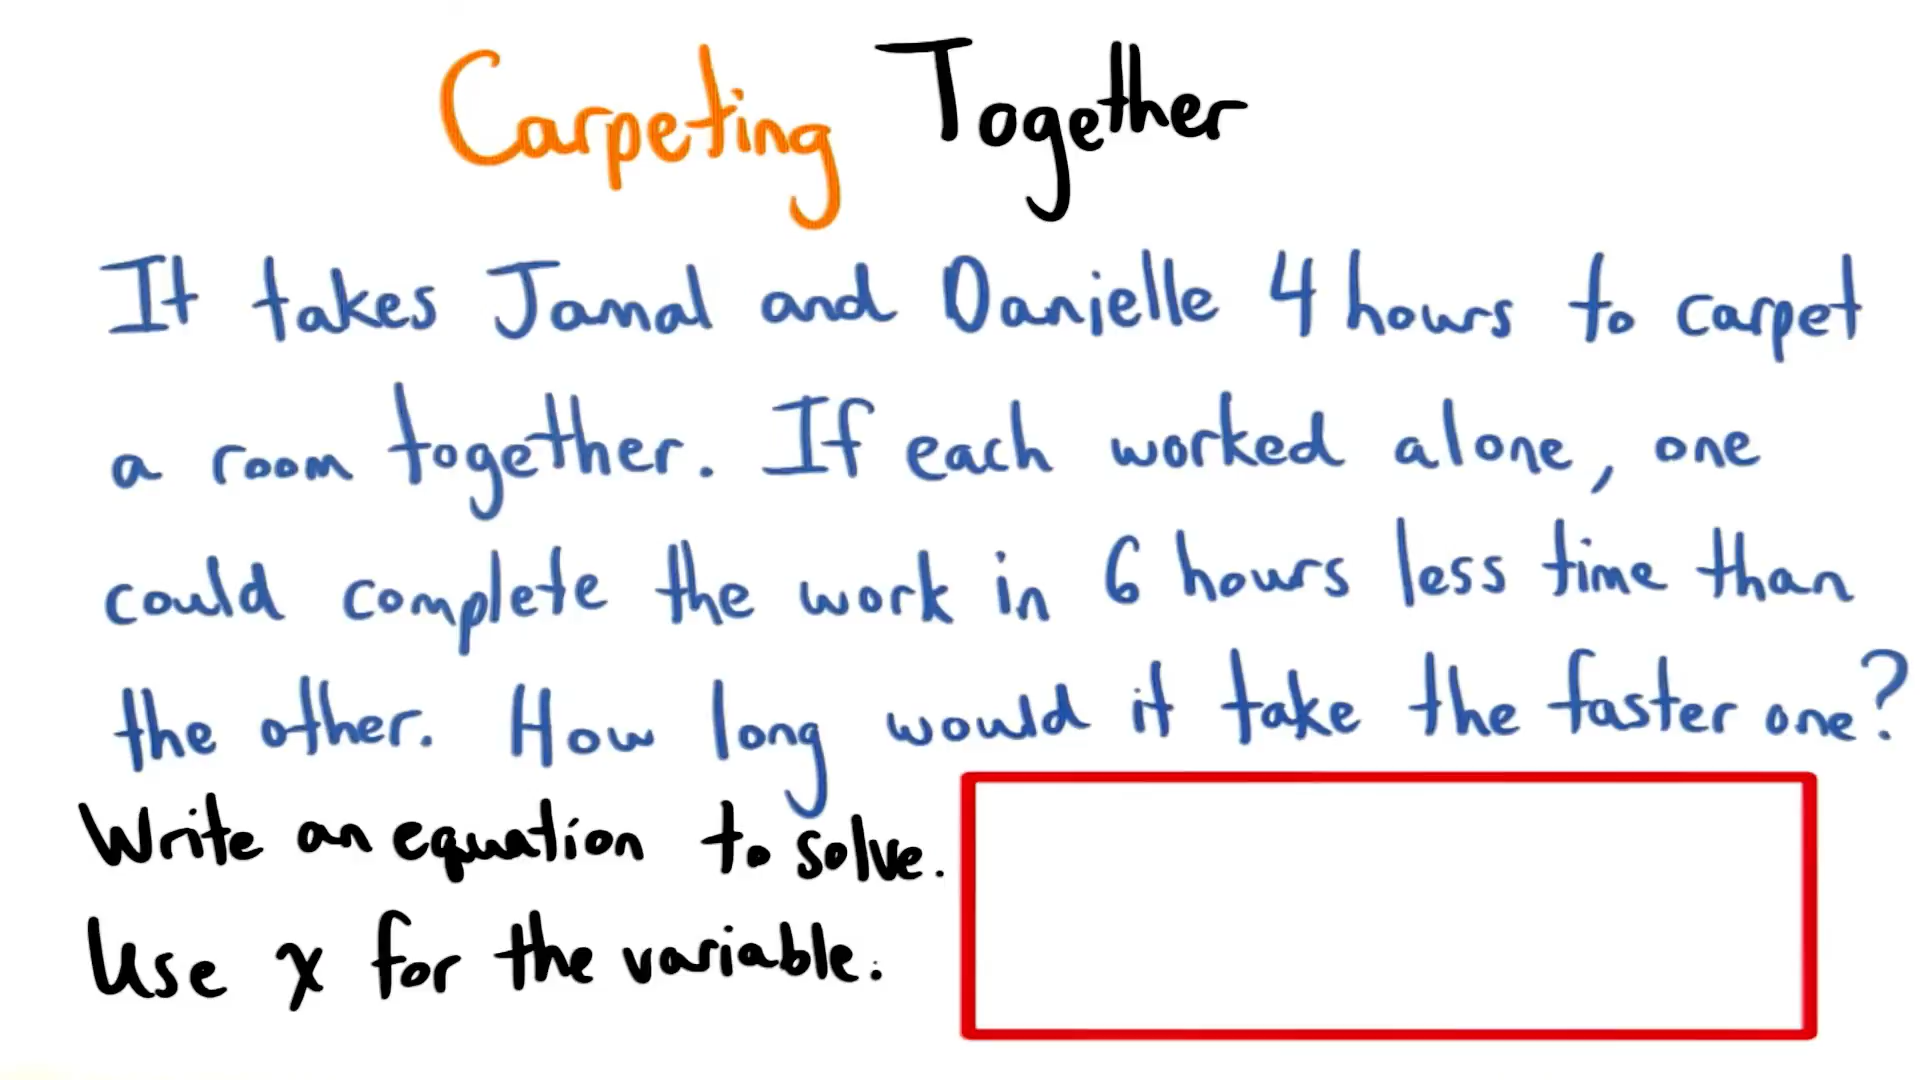 Carpeting Together
It takes Jamal and Danielle 4 hours to carpet
a room together. If each worked alone, one
could complete the work in 6 hours less time than
the other. How long would it take the faster one?
Write an equation to solve.
Use x for the variable.